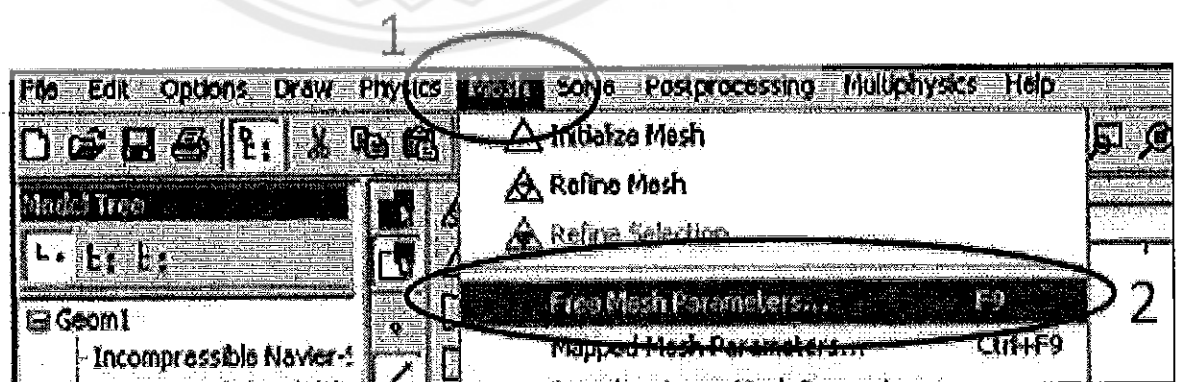 1
File Edit Options Draw Physics Mesh Solve Postprocessing Multiphysics Help
Initialize Mesh
Model Tree
Refine Mesh
Refine Selection
Free Mesh Parameters... F9
2
Geom1
Mapped Mesh Parameters... Ctrl+F9
Incompressible Navier-S